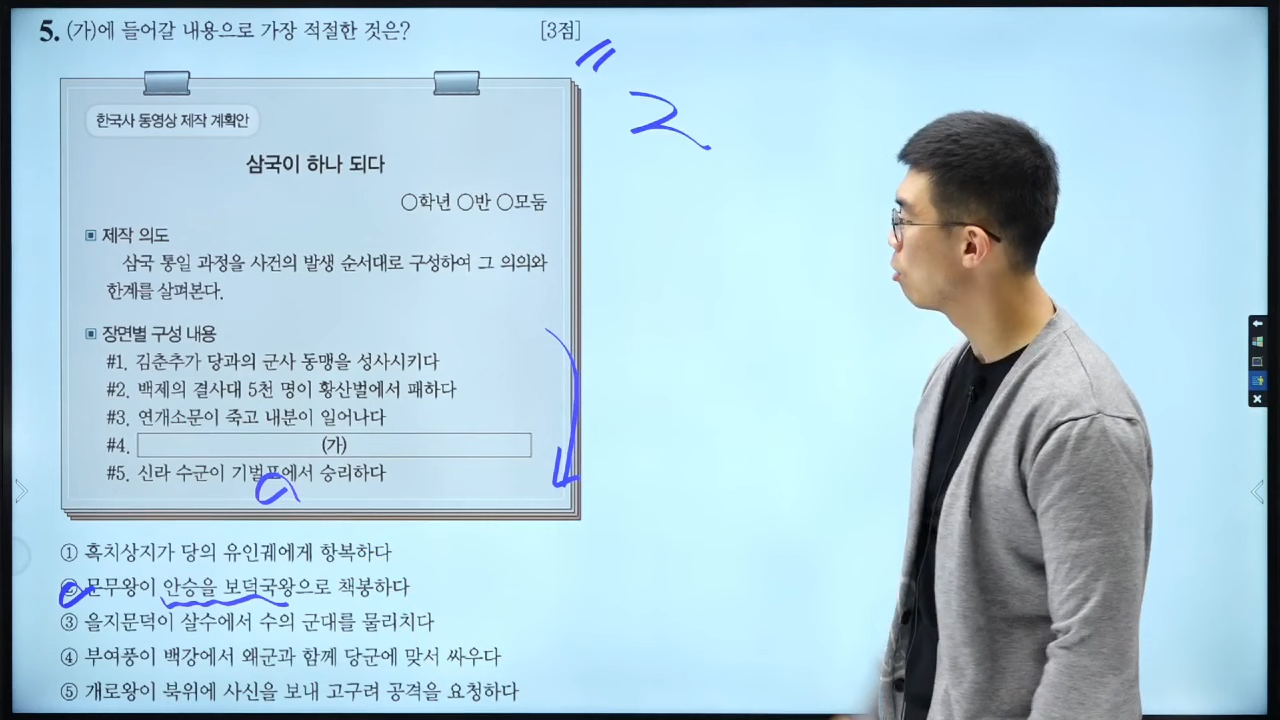 5. (가)에 들어갈 내용으로 가장 적절한 것은? [3점]
2
한국사 동영상 제작 계획안
삼국이 하나 되다
○학년 ○반 ○모둠
▣ 제작 의도
삼국 통일 과정을 사건의 발생 순서대로 구성하여 그 의의와
한계를 살펴본다.
▣ 장면별 구성 내용
#1. 김춘추가 당과의 군사 동맹을 성사시키다
#2. 백제의 결사대 5천 명이 황산벌에서 패하다
#3. 연개소문이 죽고 내분이 일어나다
#4. (가)
#5. 신라 수군이 기벌포에서 승리하다
① 흑치상지가 당의 유인궤에게 항복하다
② 문무왕이 안승을 보덕국왕으로 책봉하다
③ 을지문덕이 살수에서 수의 군대를 물리치다
④ 부여풍이 백강에서 왜군과 함께 당군에 맞서 싸우다
⑤ 개로왕이 북위에 사신을 보내 고구려 공격을 요청하다